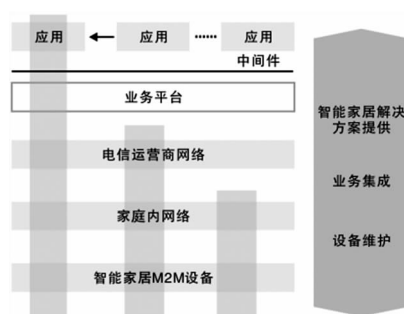 应用 应用 …… 应用
中间件
业务平台
电信运营商网络
家庭内网络
智能家居M2M设备
智能家居解决
方案提供
业务集成
设备维护